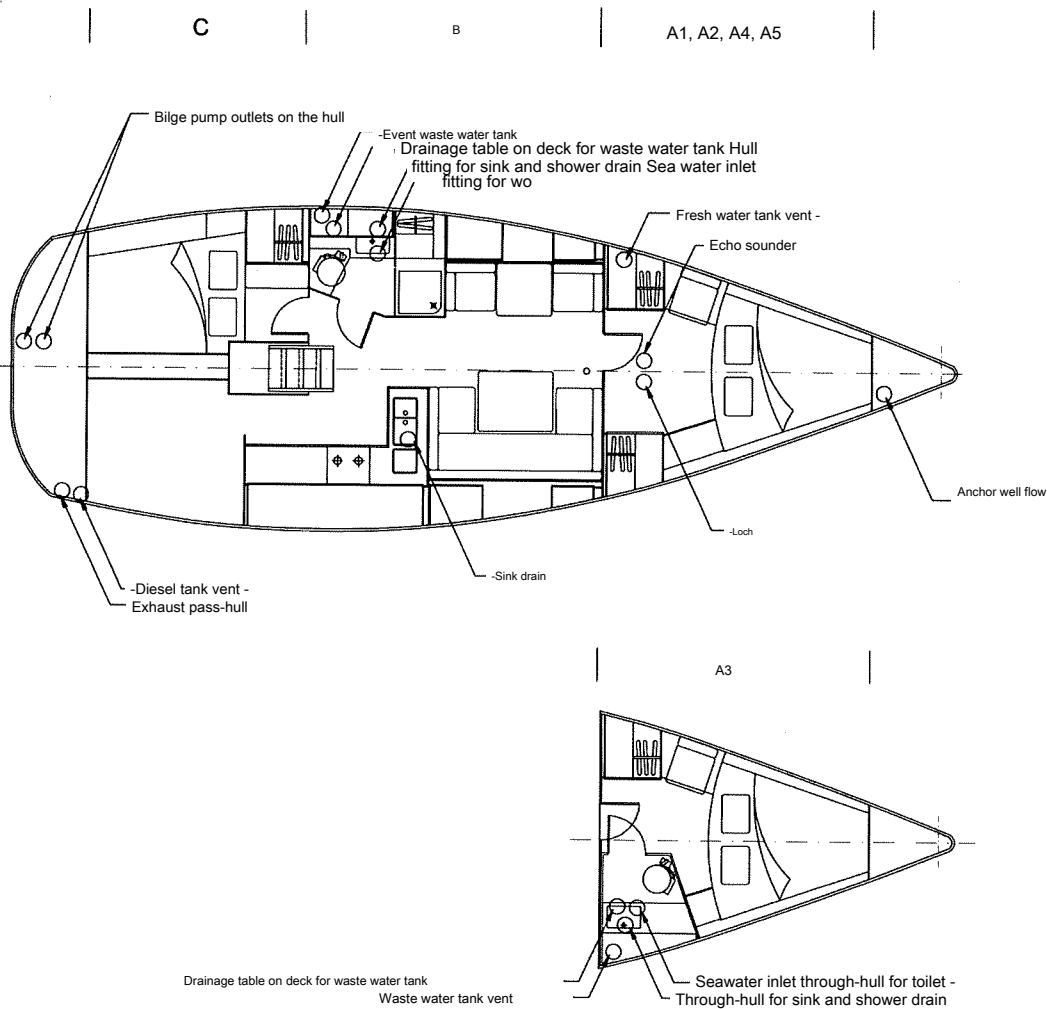 C
B
A1, A2, A4, A5
Bilge pump outlets on the hull
-Event waste water tank
Drainage table on deck for waste water tank Hull
fitting for sink and shower drain Sea water inlet
fitting for wo
Fresh water tank vent -
Echo sounder
Anchor well flow
-Loch
-Sink drain
-Diesel tank vent -
Exhaust pass-hull
A3
Drainage table on deck for waste water tank
Waste water tank vent
Seawater inlet through-hull for toilet -
Through-hull for sink and shower drain